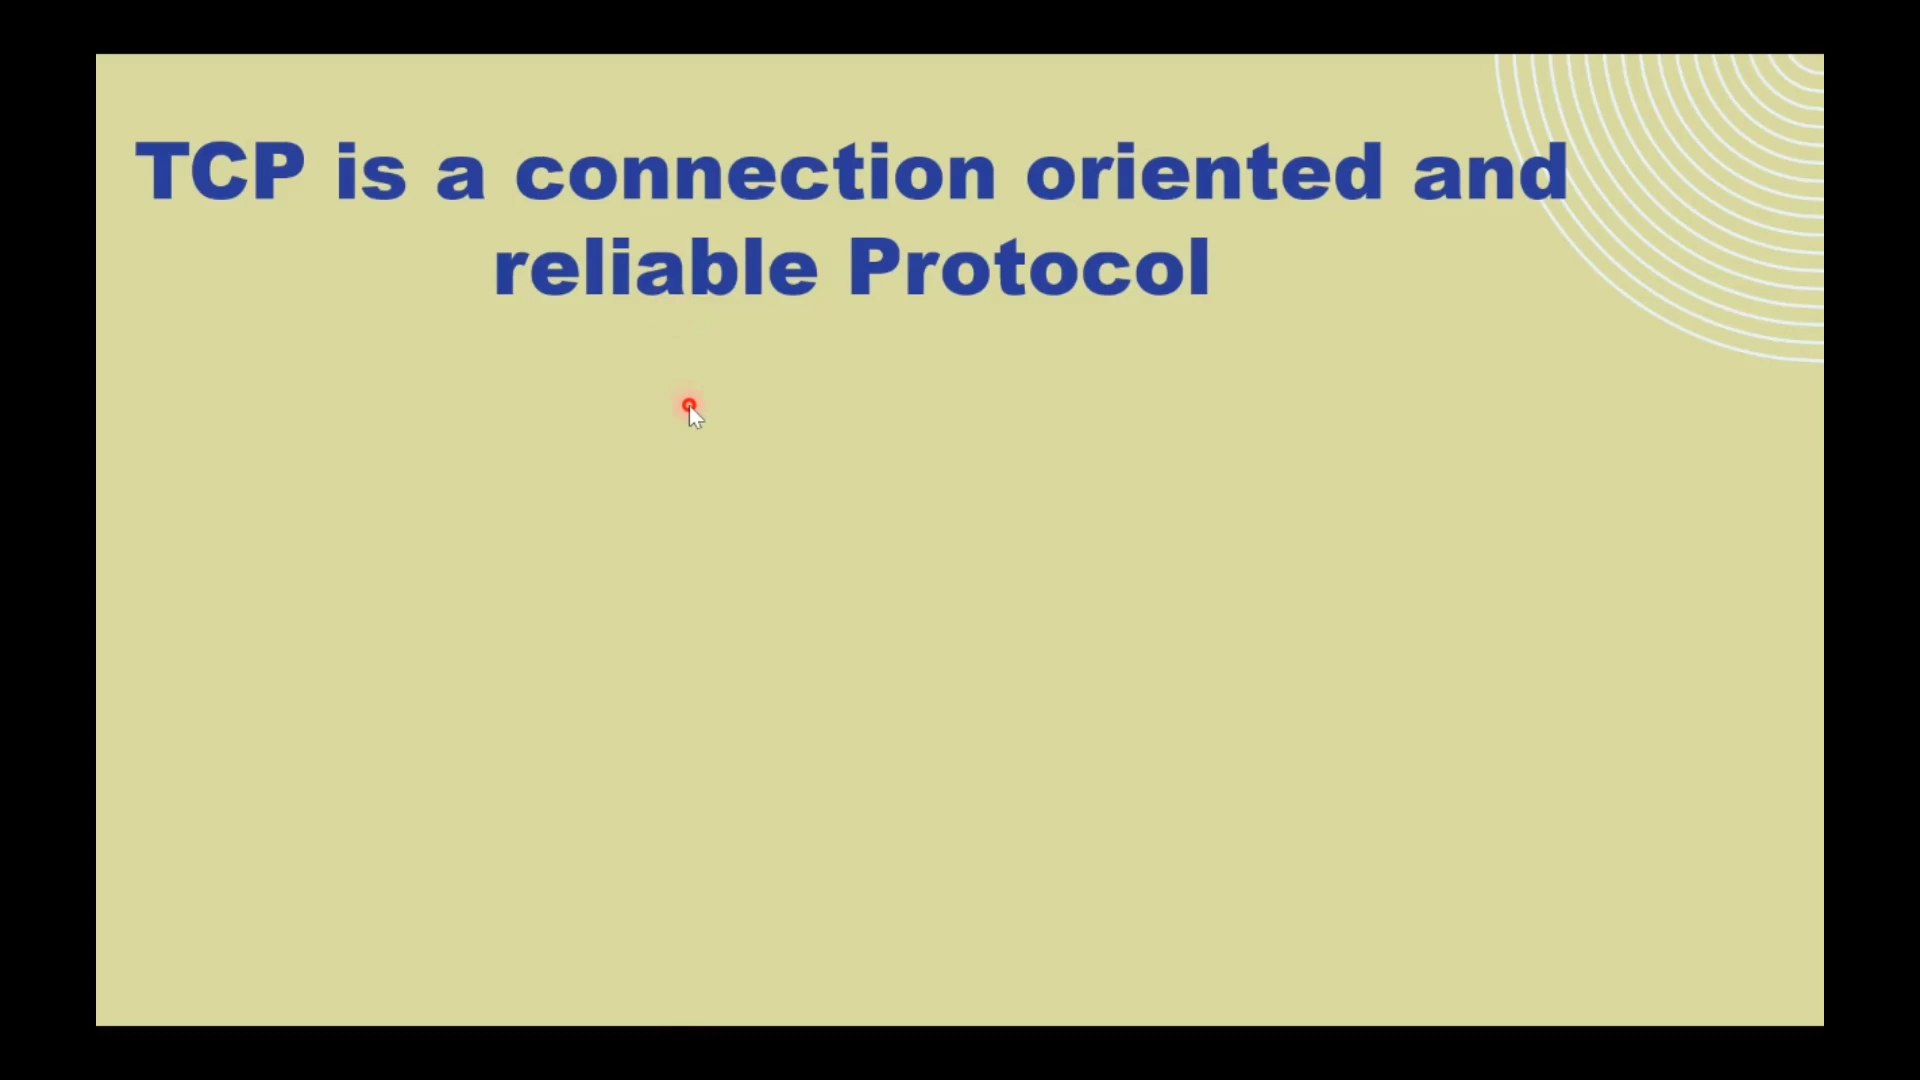 TCP is a connection oriented and
reliable Protocol